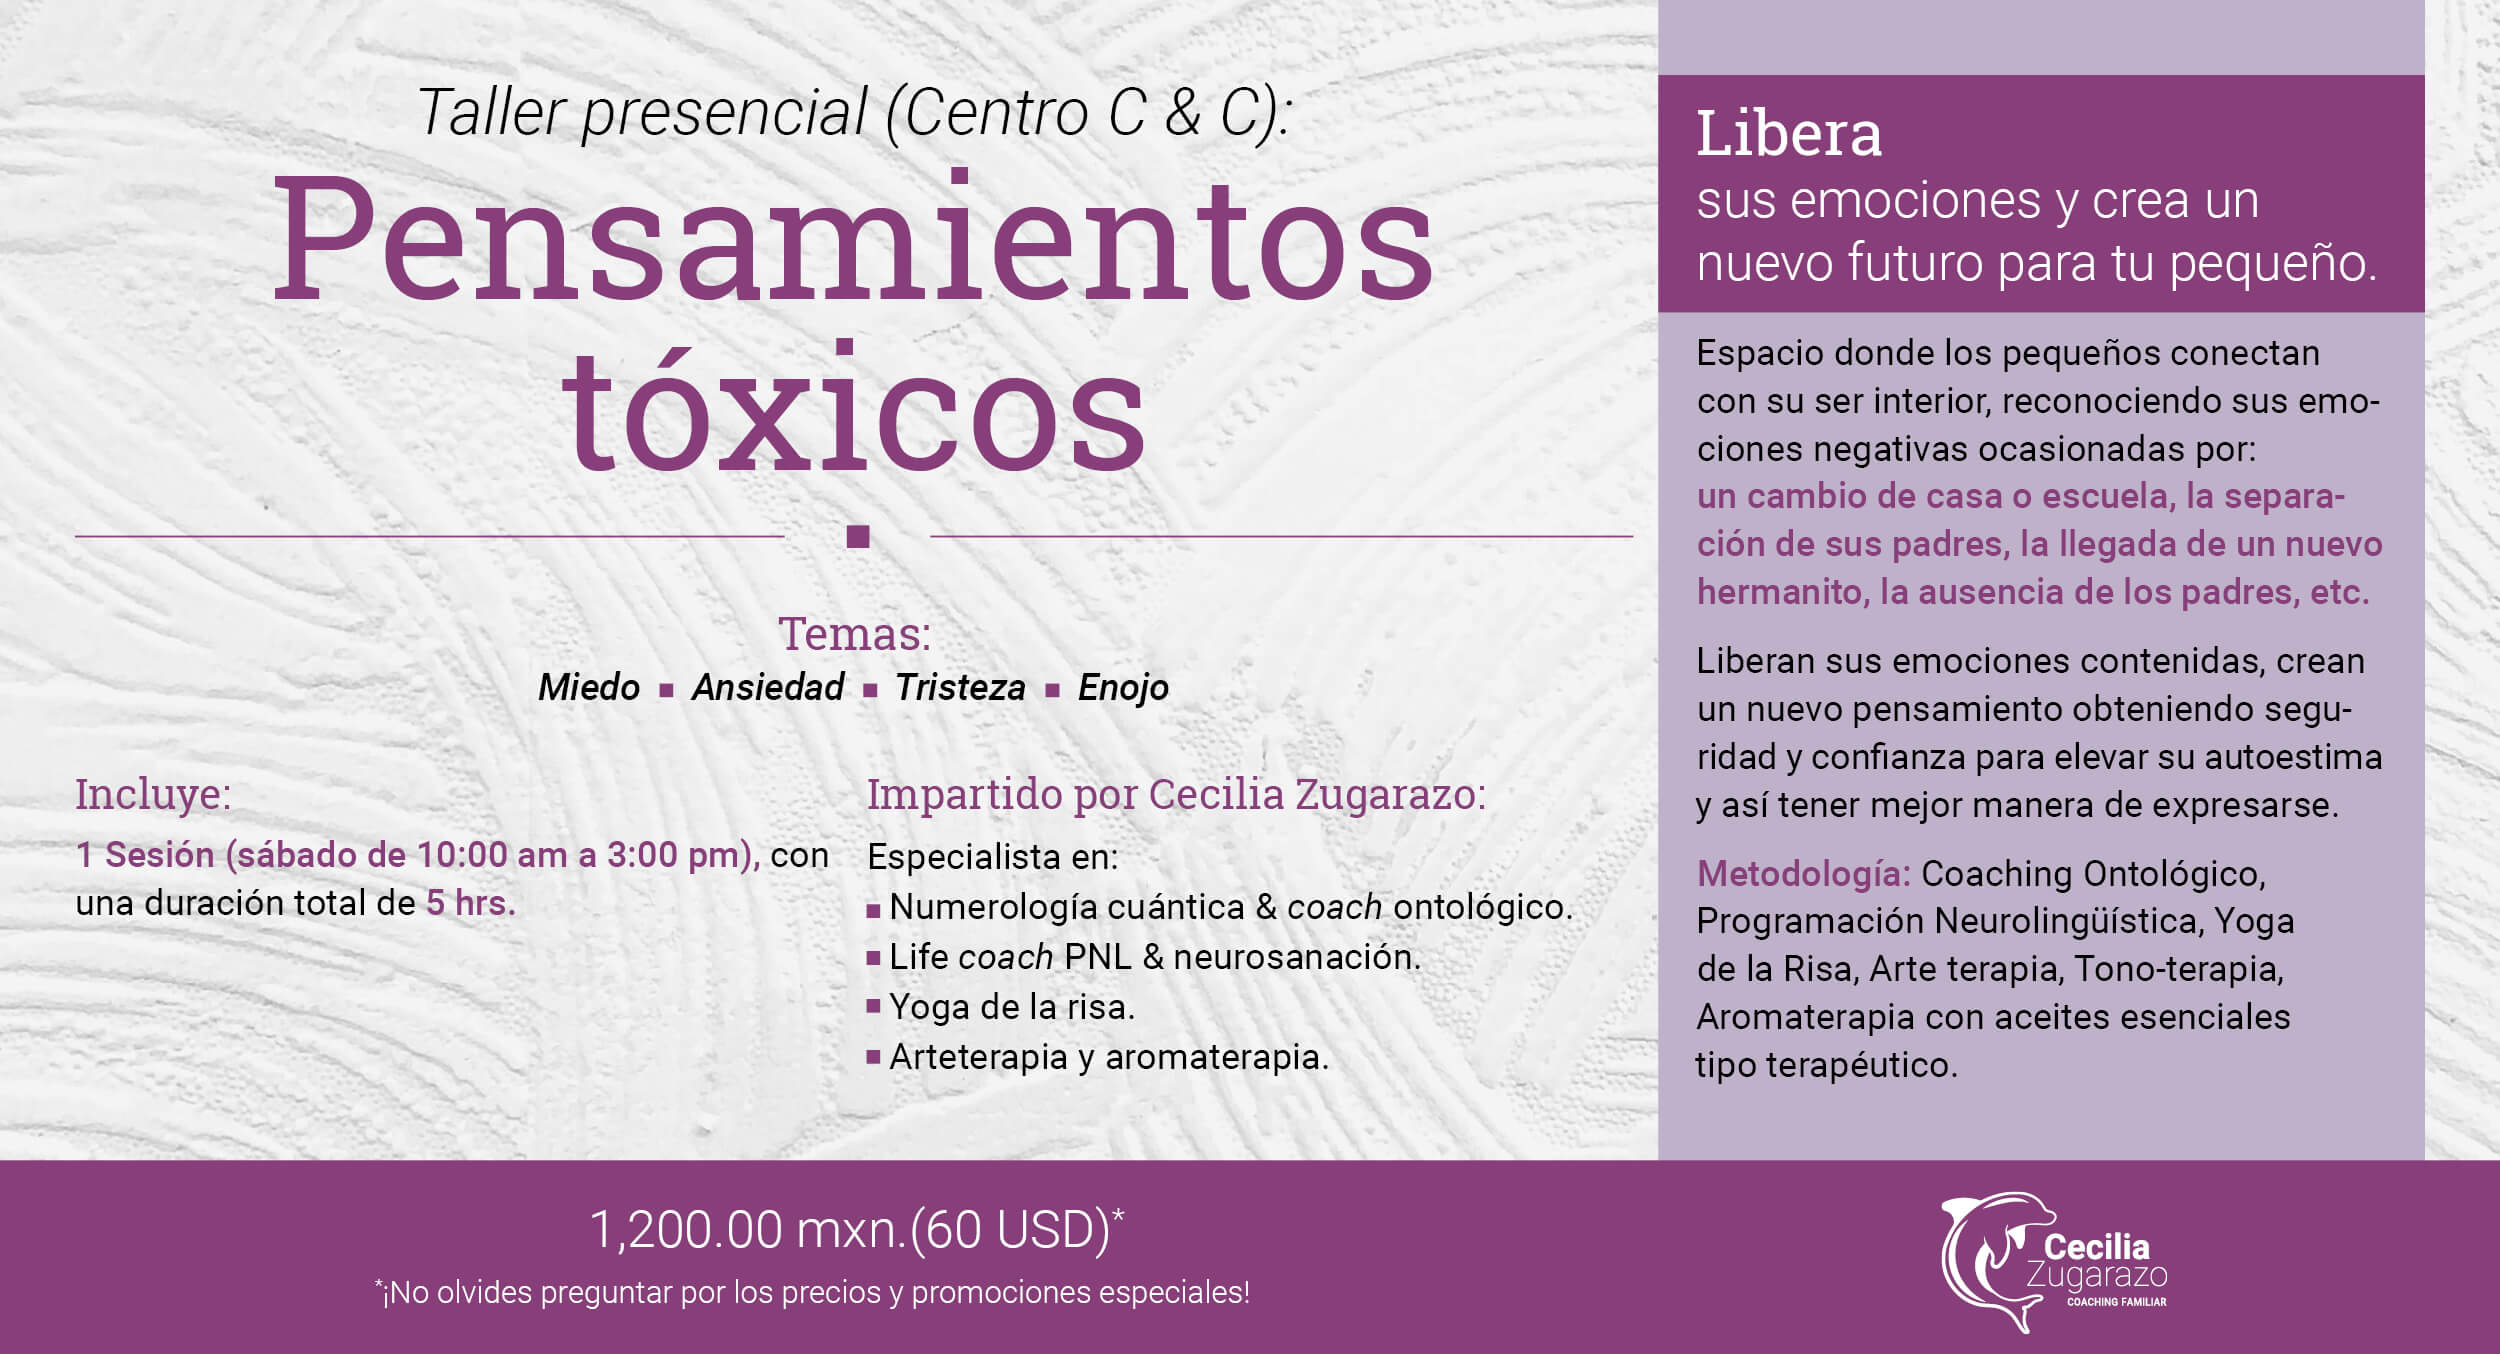 Taller presencial (Centro C & C):
Pensamientos
tóxicos
Temas:
Miedo ▪ Ansiedad ▪ Tristeza ▪ Enojo
Incluye:
1 Sesión (sábado de 10:00 am a 3:00 pm), con
una duración total de 5 hrs.
Impartido por Cecilia Zugarazo:
Especialista en:
▪ Numerología cuántica & coach ontológico.
▪ Life coach PNL & neurosanación.
▪ Yoga de la risa.
▪ Arteterapia y aromaterapia.
Libera
sus emociones y crea un
nuevo futuro para tu pequeño.
Espacio donde los pequeños conectan
con su ser interior, reconociendo sus emo-
ciones negativas ocasionadas por:
un cambio de casa o escuela, la separa-
ción de sus padres, la llegada de un nuevo
hermanito, la ausencia de los padres, etc.
Liberan sus emociones contenidas, crean
un nuevo pensamiento obteniendo segu-
ridad y confianza para elevar su autoestima
y así tener mejor manera de expresarse.
Metodología: Coaching Ontológico,
Programación Neurolingüística, Yoga
de la Risa, Arte terapia, Tono-terapia,
Aromaterapia con aceites esenciales
tipo terapéutico.
1,200.00 mxn.(60 USD)*
*¡No olvides preguntar por los precios y promociones especiales!
Cecilia
Zugarazo
COACHING FAMILIAR